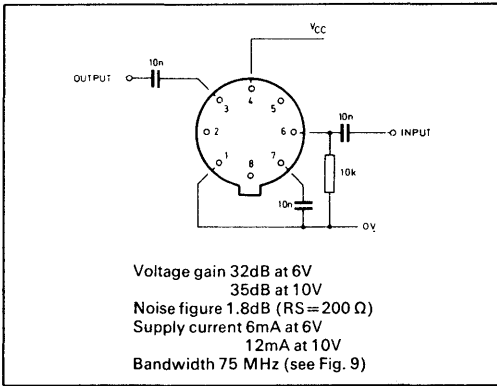 VCC
10n
OUTPUT
3
4
5
10n
2
6
INPUT
1
8
7
10k
10n
0V
Voltage gain 32dB at 6V
35dB at 10V
Noise figure 1.8dB (RS=200 Ω)
Supply current 6mA at 6V
12mA at 10V
Bandwidth 75 MHz (see Fig. 9)